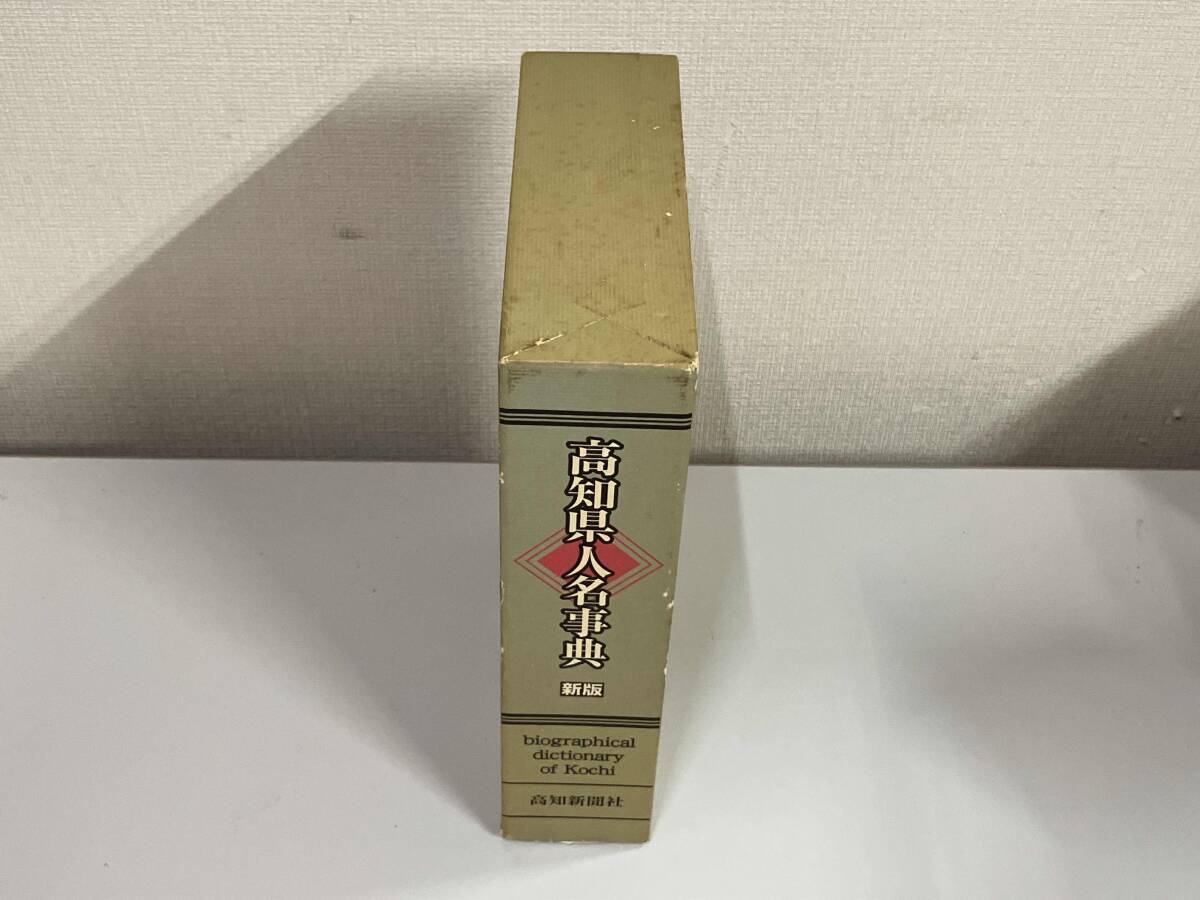 高知県人名事典
新版
biographical
dictionary
of Kochi
高知新聞社